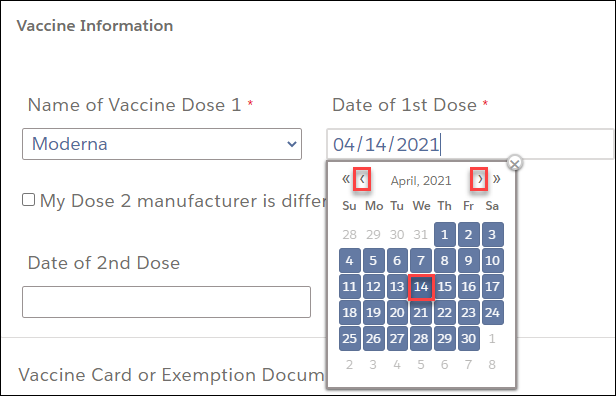 Vaccine Information
Name of Vaccine Dose 1 *
Date of 1st Dose *
Moderna
04/14/2021
« ‹ April, 2021 › »
Su Mo Tu We Th Fr Sa
28 29 30 31 1 2 3
4 5 6 7 8 9 10
11 12 13 14 15 16 17
18 19 20 21 22 23 24
25 26 27 28 29 30 1
2 3 4 5 6 7 8
My Dose 2 manufacturer is differ
Date of 2nd Dose
Vaccine Card or Exemption Docum